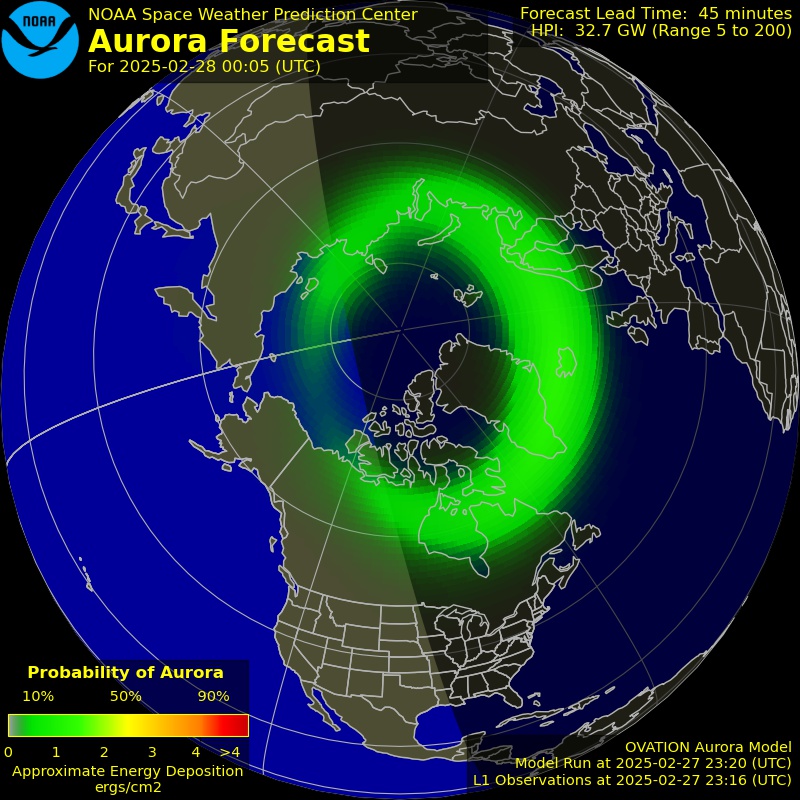 NOAA
NOAA Space Weather Prediction Center
Aurora Forecast
For 2025-02-28 00:05 (UTC)
Forecast Lead Time: 45 minutes
HPI: 32.7 GW (Range 5 to 200)
Probability of Aurora
10% 50% 90%
0 1 2 3 4 >4
Approximate Energy Deposition
ergs/cm2
OVATION Aurora Model
Model Run at 2025-02-27 23:20 (UTC)
L1 Observations at 2025-02-27 23:16 (UTC)